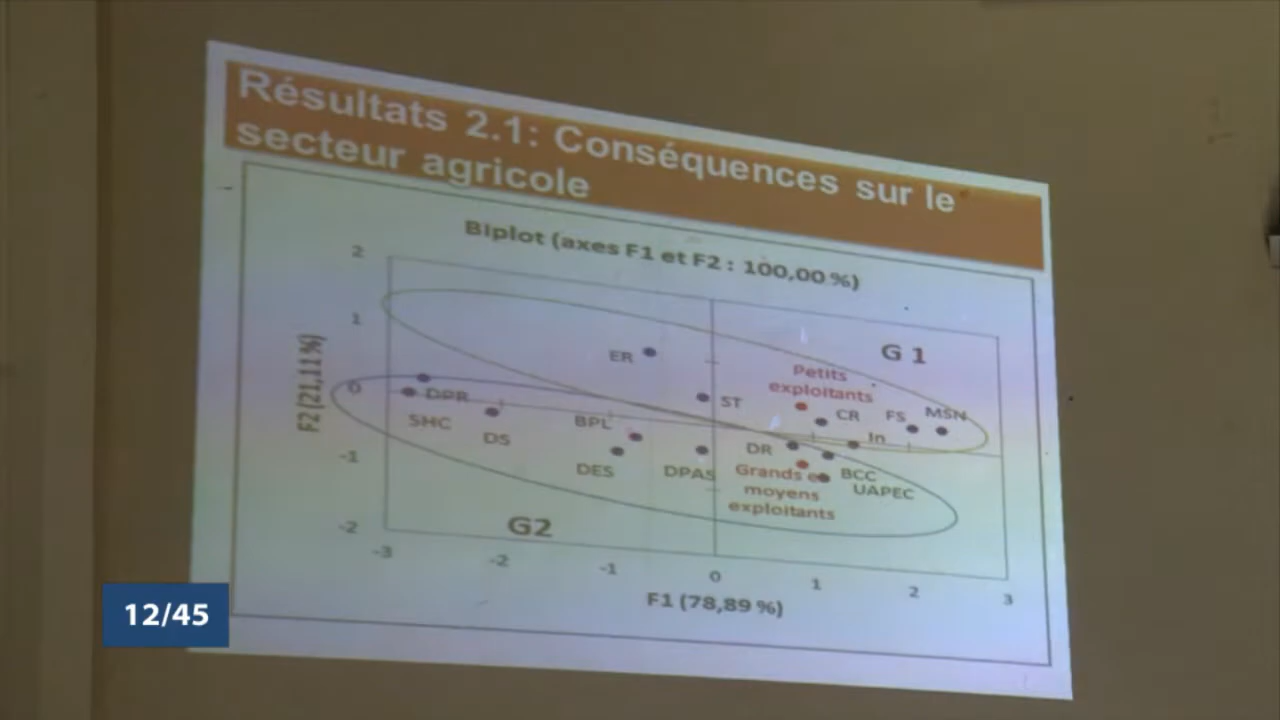 Résultats 2.1: Conséquences sur le
secteur agricole
Biplot (axes F1 et F2 : 100,00 %)
2
1
0
-1
-2
F2 (21,11 %)
G 1
ER
Petits
exploitants
ST
CR
FS
MSN
DPR
SHC
DS
BPL
DR
In
DES
DPAS
Grands et
moyens
exploitants
BCC
UAPEC
G2
-3
-2
-1
0
1
2
3
F1 (78,89 %)
12/45